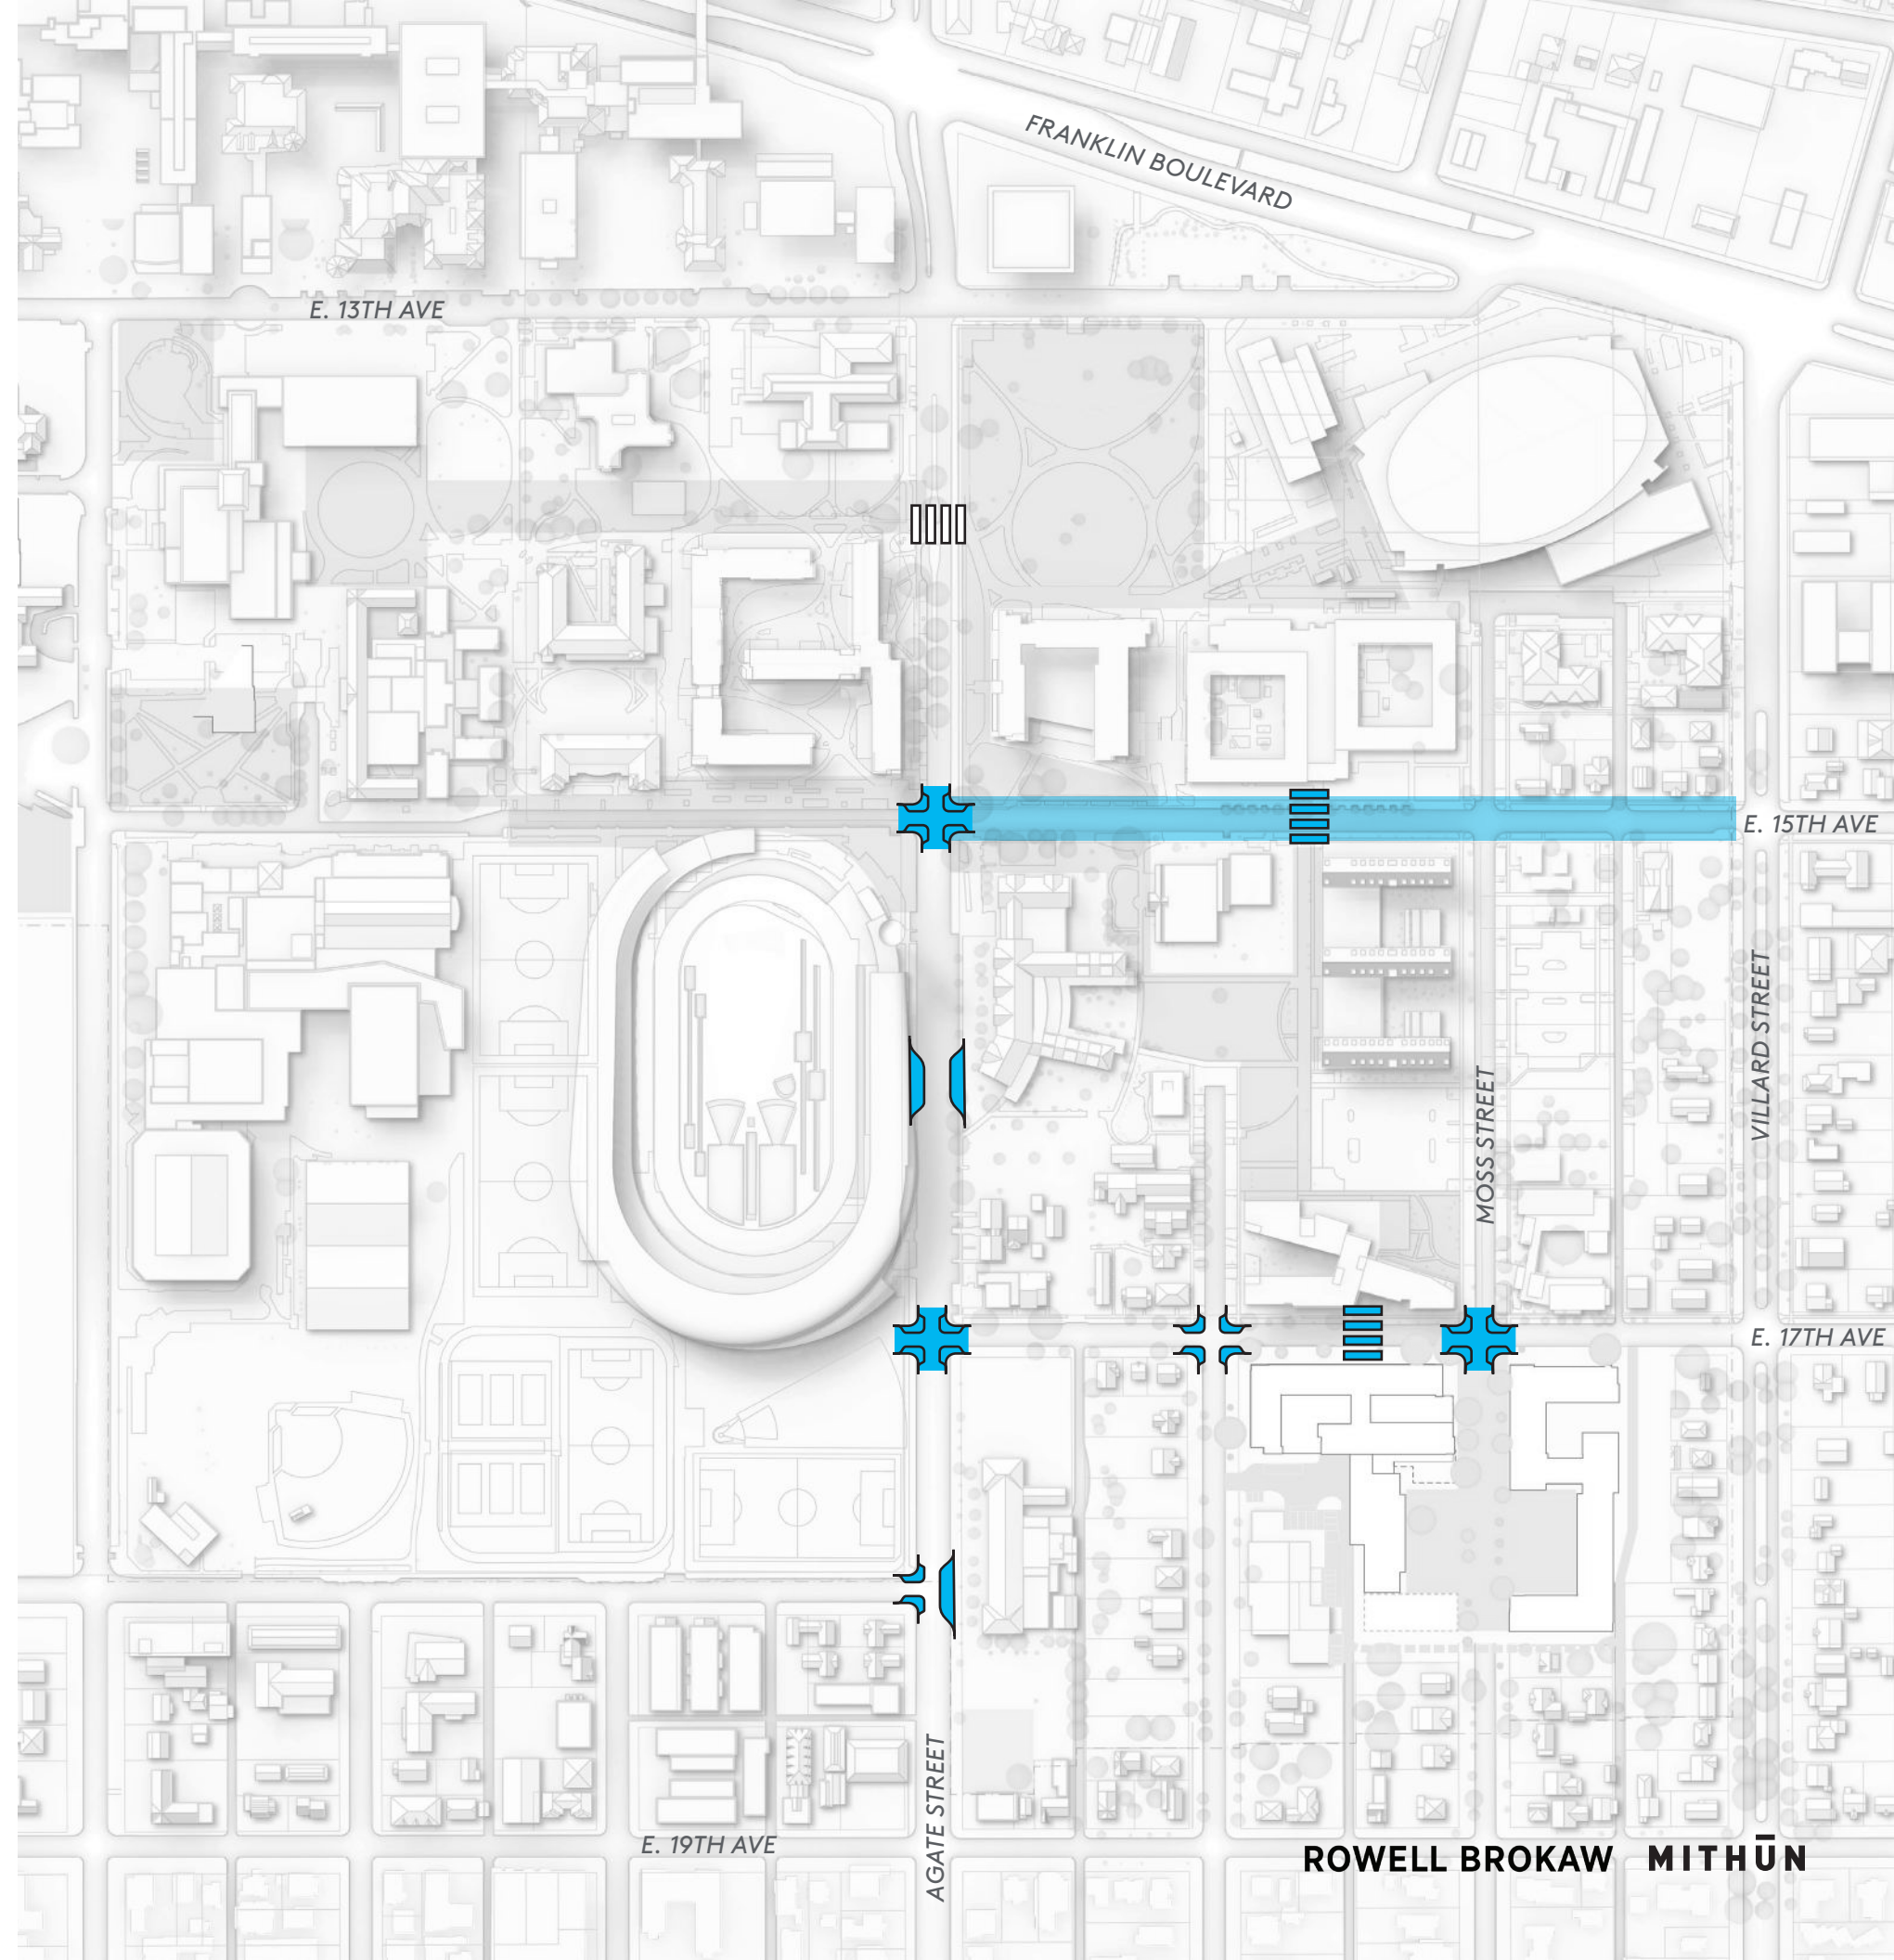 FRANKLIN BOULEVARD
E. 13TH AVE
E. 15TH AVE
VILLARD STREET
MOSS STREET
E. 17TH AVE
AGATE STREET
E. 19TH AVE
ROWELL BROKAW MITHŪN